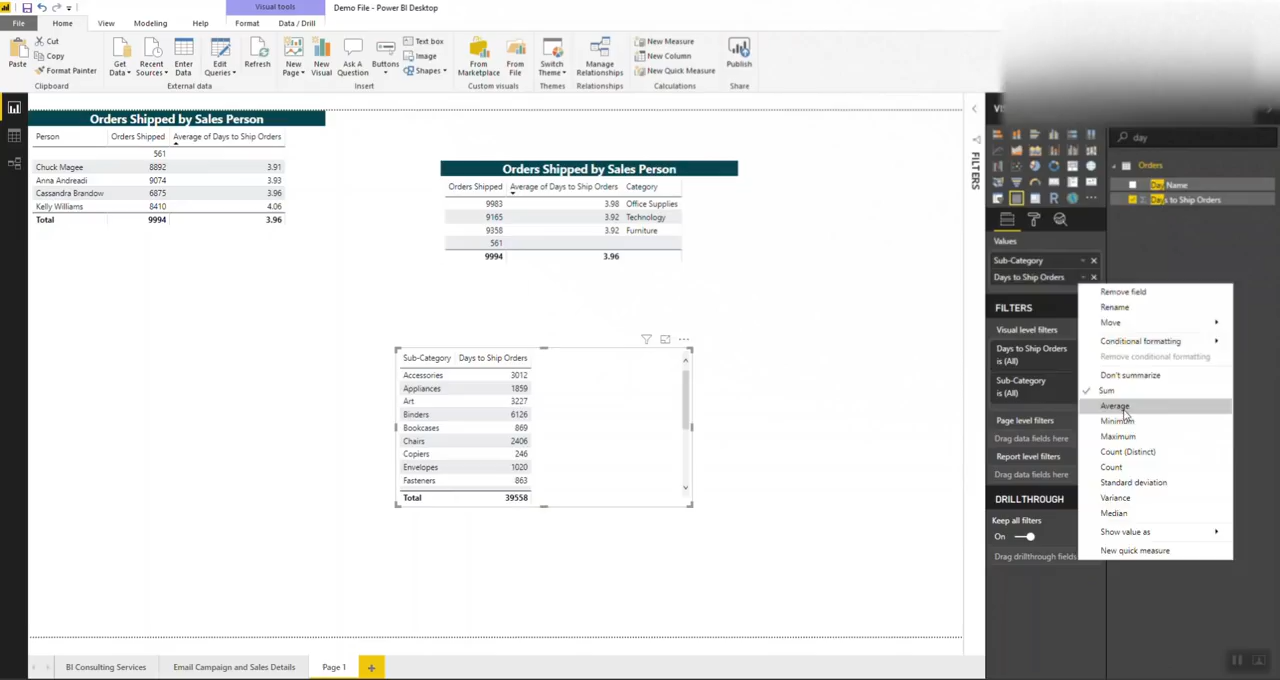 Visual tools
Demo File - Power BI Desktop
File Home View Modeling Help Format Data / Drill
Paste
Cut
Copy
Format Painter
Clipboard
Get Data
Recent Sources
Enter Data
Edit Queries
Refresh
External data
New Page
New Visual
Ask A Question
Buttons
Text box
Image
Shapes
Insert
From Marketplace
From File
Custom visuals
Switch Theme
Themes
Manage Relationships
Relationships
New Measure
New Column
New Quick Measure
Calculations
Publish
Share
Orders Shipped by Sales Person
Person Orders Shipped Average of Days to Ship Orders
561
Chuck Magee 8892 3.91
Anna Andreadi 9074 3.93
Cassandra Brandow 6875 3.96
Kelly Williams 8410 4.06
Total 9994 3.96
Orders Shipped by Sales Person
Orders Shipped Average of Days to Ship Orders Category
9983 3.98 Office Supplies
9165 3.92 Technology
9358 3.92 Furniture
561
9994 3.96
Sub-Category Days to Ship Orders
Accessories 3012
Appliances 1859
Art 3227
Binders 6126
Bookcases 869
Chairs 2406
Copiers 246
Envelopes 1020
Fasteners 863
Total 39558
FILTERS
Values
Sub-Category
Days to Ship Orders
FILTERS
Visual level filters
Days to Ship Orders
is (All)
Sub-Category
is (All)
Page level filters
Drag data fields here
Report level filters
Drag data fields here
DRILLTHROUGH
Keep all filters
On
Drag drillthrough fields
day
Orders
Day Name
Days to Ship Orders
Remove field
Rename
Move
Conditional formatting
Remove conditional formatting
Don't summarize
Sum
Average
Minimum
Maximum
Count (Distinct)
Count
Standard deviation
Variance
Median
Show value as
New quick measure
BI Consulting Services
Email Campaign and Sales Details
Page 1